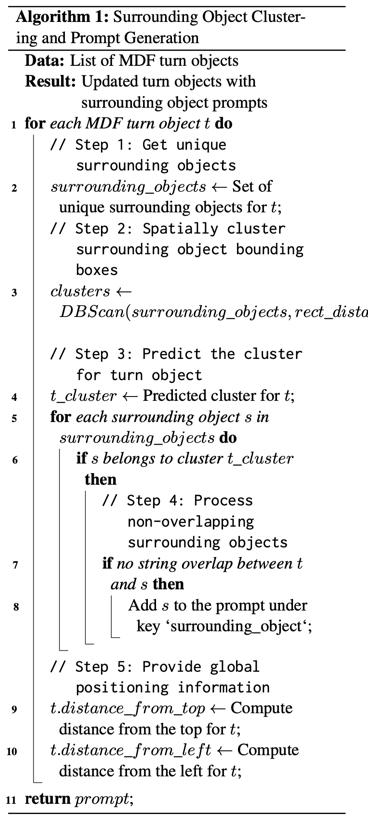 Algorithm 1: Surrounding Object Cluster-
ing and Prompt Generation
Data: List of MDF turn objects
Result: Updated turn objects with
surrounding object prompts
1 for each MDF turn object t do
// Step 1: Get unique
surrounding objects
2 surrounding_objects ← Set of
unique surrounding objects for t;
// Step 2: Spatially cluster
surrounding object bounding
boxes
3 clusters ←
DBScan(surrounding_objects, rect_dista
// Step 3: Predict the cluster
for turn object
4 t_cluster ← Predicted cluster for t;
5 for each surrounding object s in
surrounding_objects do
6 if s belongs to cluster t_cluster
then
// Step 4: Process
non-overlapping
surrounding objects
7 if no string overlap between t
and s then
8 Add s to the prompt under
key ‘surrounding_object‘;
// Step 5: Provide global
positioning information
9 t.distance_from_top ← Compute
distance from the top for t;
10 t.distance_from_left ← Compute
distance from the left for t;
11 return prompt;